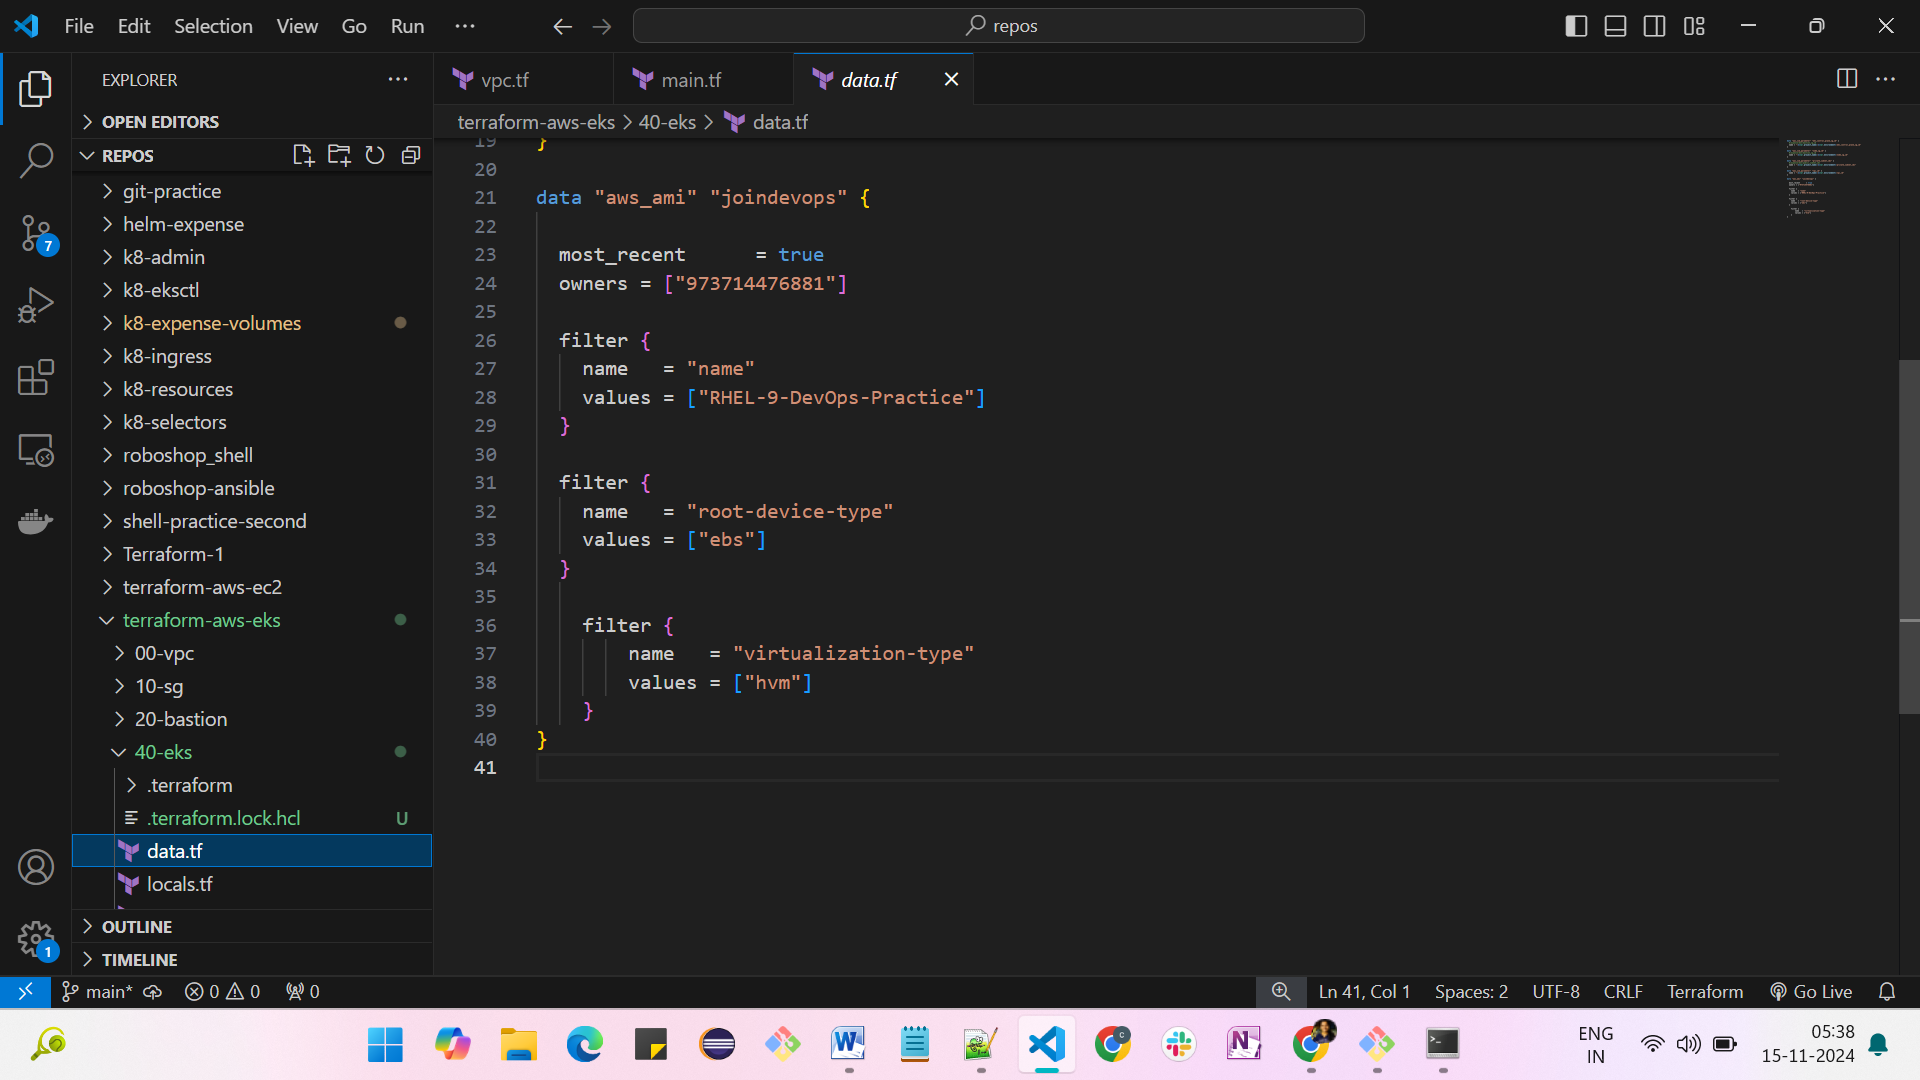 File Edit Selection View Go Run
repos
EXPLORER
OPEN EDITORS
REPOS
git-practice
helm-expense
k8-admin
k8-eksctl
k8-expense-volumes
k8-ingress
k8-resources
k8-selectors
roboshop_shell
roboshop-ansible
shell-practice-second
Terraform-1
terraform-aws-ec2
terraform-aws-eks
00-vpc
10-sg
20-bastion
40-eks
.terraform
.terraform.lock.hcl U
data.tf
locals.tf
OUTLINE
TIMELINE
7
1
vpc.tf main.tf data.tf
terraform-aws-eks > 40-eks > data.tf
19 }
20
21 data "aws_ami" "joindevops" {
22
23 most_recent = true
24 owners = ["973714476881"]
25
26 filter {
27 name = "name"
28 values = ["RHEL-9-DevOps-Practice"]
29 }
30
31 filter {
32 name = "root-device-type"
33 values = ["ebs"]
34 }
35
36 filter {
37 name = "virtualization-type"
38 values = ["hvm"]
39 }
40 }
41
main* 0 0 0
Ln 41, Col 1 Spaces: 2 UTF-8 CRLF Terraform Go Live
ENG
IN
05:38
15-11-2024